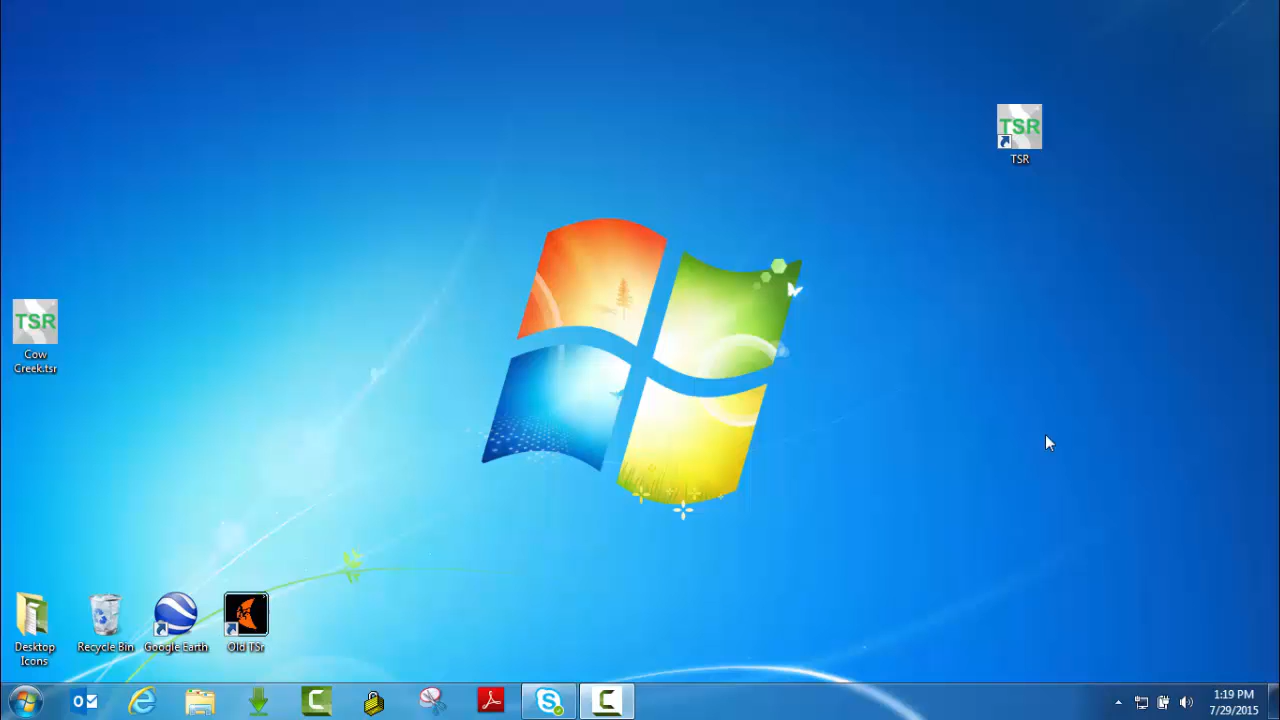 TSR
TSR
TSR
Cow
Creek.tsr
Desktop
Icons
Recycle Bin
Google Earth
Old TSr
1:19 PM
7/29/2015